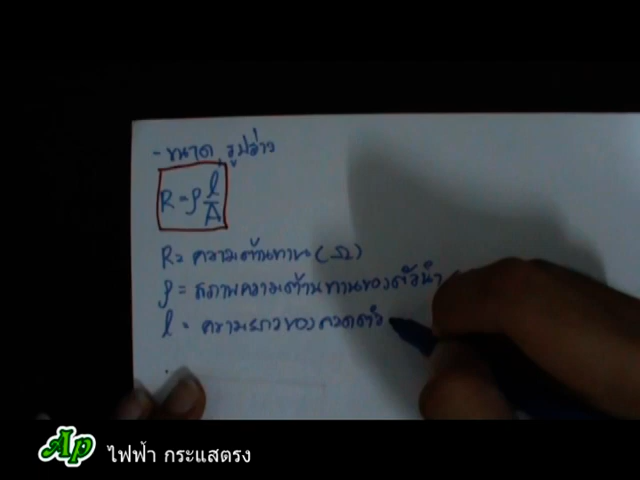 - ขนาด, รูปร่าง
R = ρ l/A
R = ความต้านทาน (Ω)
ρ = สภาพความต้านทานของตัวนำ
l = ความยาวของลวดตัว
Ap ไฟฟ้า กระแสตรง